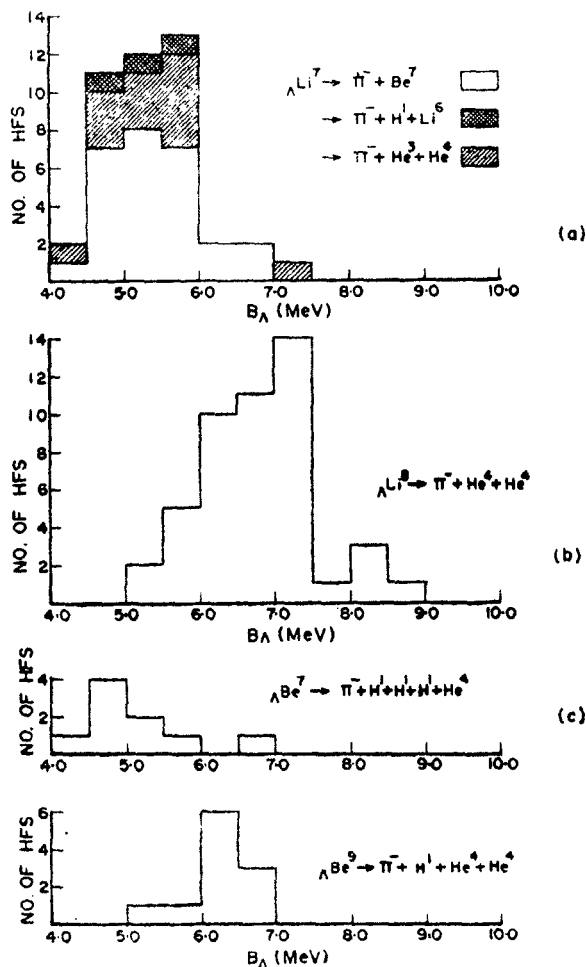 14
12
10
8
6
4
2
NO. OF HFS
ΛLi⁷ → π⁻ + Be⁷
→ π⁻ + H¹ + Li⁶
→ π⁻ + He³ + He⁴
(a)
4.0 5.0 6.0 7.0 8.0 9.0 10.0
BΛ (MeV)
14
12
10
8
6
4
2
NO. OF HFS
ΛLi⁸ → π⁻ + He⁴ + He⁴
(b)
4.0 5.0 6.0 7.0 8.0 9.0 10.0
BΛ (MeV)
4
2
NO. OF HFS
ΛBe⁷ → π⁻ + H¹ + H¹ + H¹ + He⁴
(c)
4.0 5.0 6.0 7.0 8.0 9.0 10.0
BΛ (MeV)
6
4
2
NO. OF HFS
ΛBe⁹ → π⁻ + H¹ + He⁴ + He⁴
4.0 5.0 6.0 7.0 8.0 9.0 10.0
BΛ (MeV)